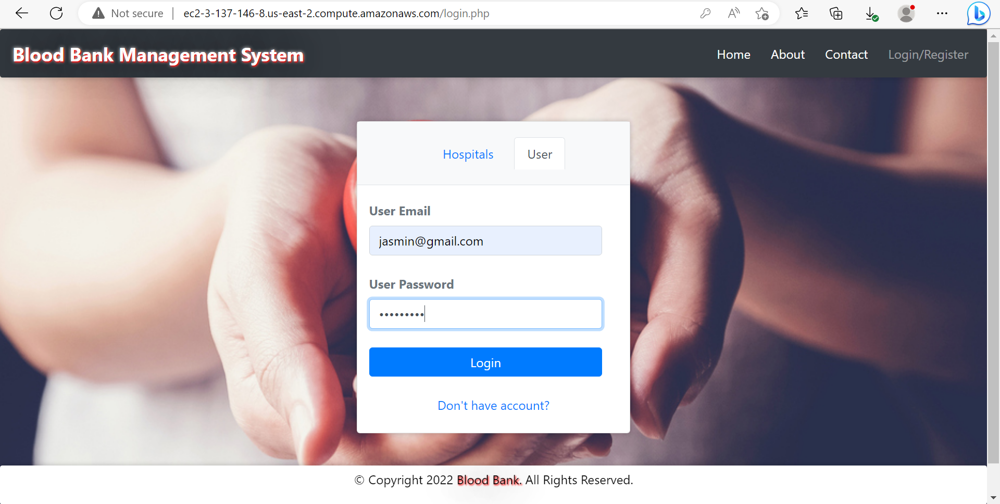 Not secure | ec2-3-137-146-8.us-east-2.compute.amazonaws.com/login.php
Blood Bank Management System
Home About Contact Login/Register
Hospitals User
User Email
jasmin@gmail.com
User Password
•••••••••
Login
Don't have account?
© Copyright 2022 Blood Bank. All Rights Reserved.